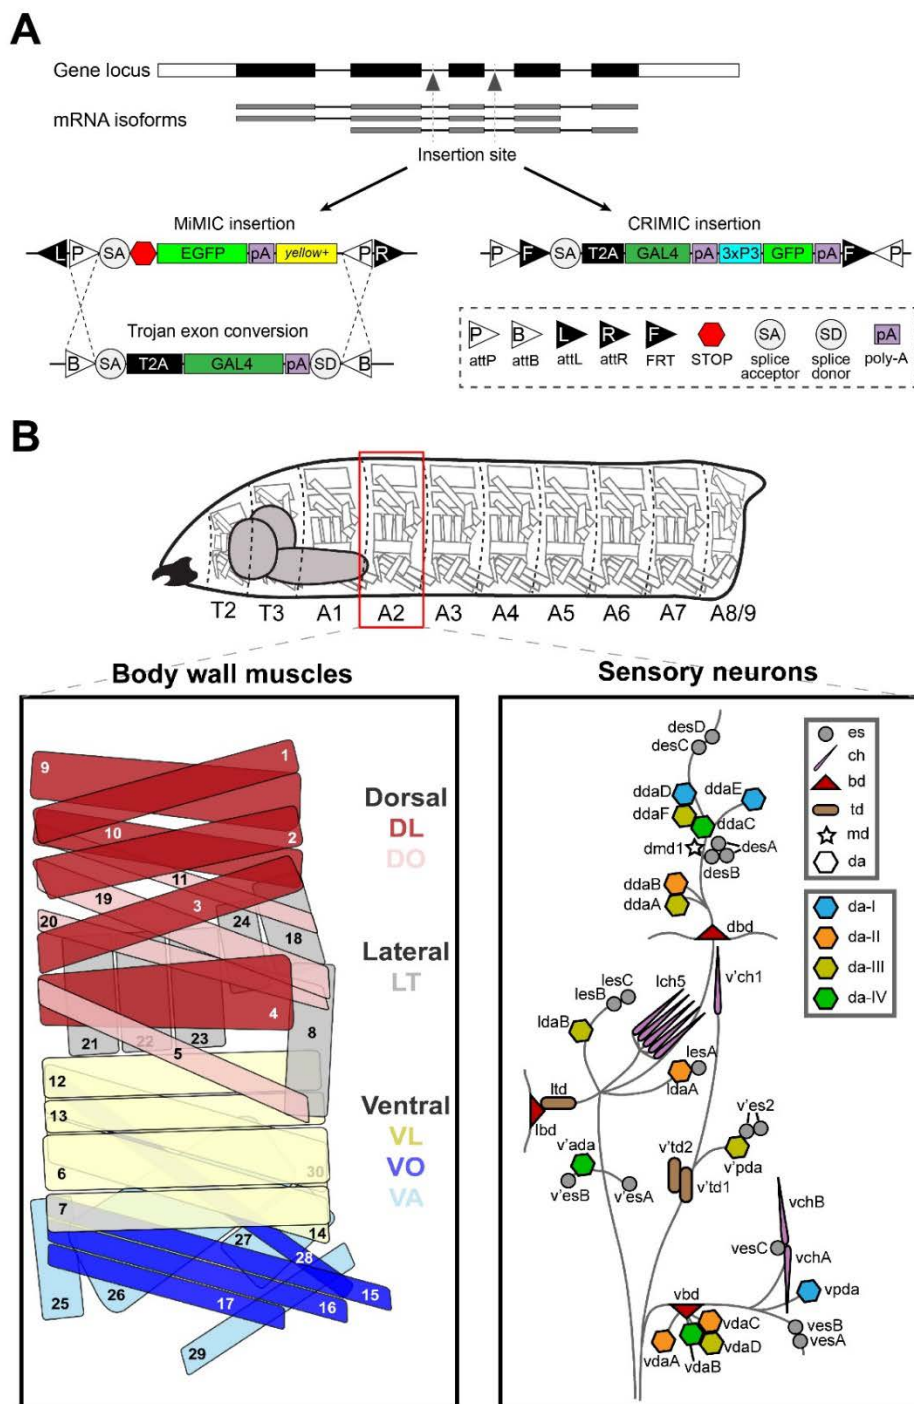 A
Gene locus
mRNA isoforms
Insertion site
MiMIC insertion
CRIMIC insertion
L P SA EGFP pA yellow+ P R
P F SA T2A GAL4 pA 3xP3 GFP pA F P
Trojan exon conversion
B SA T2A GAL4 pA SD B
P B L R F SA SD pA
attP attB attL attR FRT STOP splice acceptor splice donor poly-A
B
T2 T3 A1 A2 A3 A4 A5 A6 A7 A8/9
Body wall muscles
Sensory neurons
9 1
10 2
11
19 3
20 24 18
4
21 22 23 8
5
12
13
6 30
7 14
27
28
25 26 15
17 16
29
Dorsal
DL
DO
Lateral
LT
Ventral
VL
VO
VA
desD
desC
ddaD ddaE
ddaF ddaC
dmd1 desA
desB
ddaB
ddaA
dbd
lesC lch5 v'ch1
lesB
ldaB
lesA
ltd ldaA
lbd
v'es2
v'ada v'td2
v'pda
v'esB v'esA v'td1
vchB
vesC vchA
vbd vpda
vdaC vesB
vdaA vdaD vesA
vdaB
es
ch
bd
td
md
da
da-I
da-II
da-III
da-IV